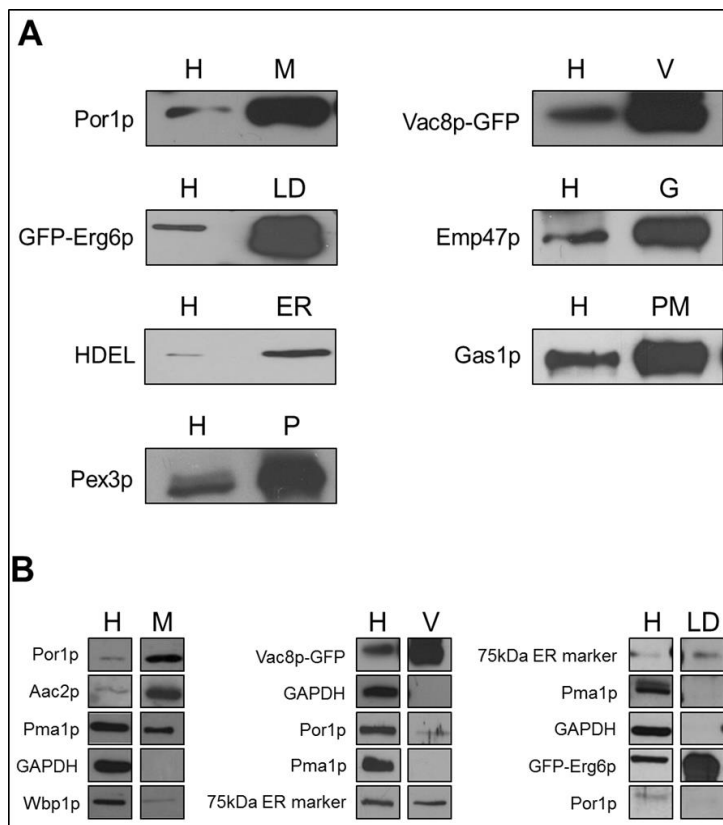 A
H M
Por1p
H V
Vac8p-GFP
H LD
GFP-Erg6p
H G
Emp47p
H ER
HDEL
H PM
Gas1p
H P
Pex3p
B
H M
Por1p
Aac2p
Pma1p
GAPDH
Wbp1p
H V
Vac8p-GFP
GAPDH
Por1p
Pma1p
75kDa ER marker
H LD
75kDa ER marker
Pma1p
GAPDH
GFP-Erg6p
Por1p